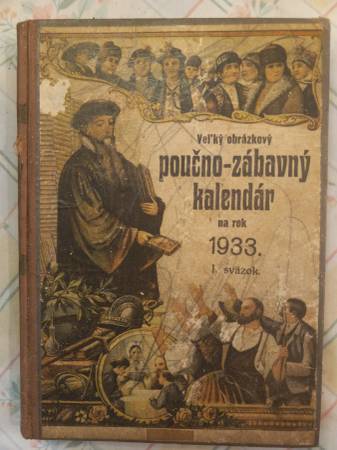 Veľký obrázkový
poučno-zábavný
kalendár
na rok
1933.
I. sväzok.